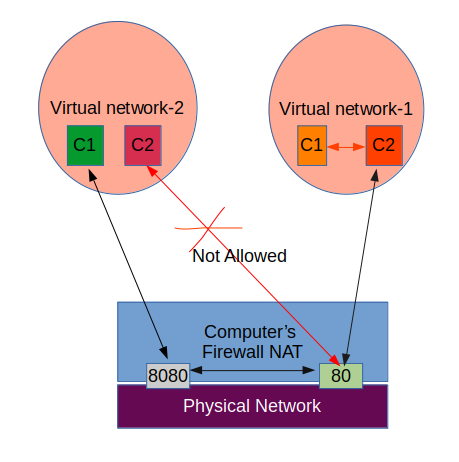 Virtual network-2
C1
C2
Virtual network-1
C1
C2
Not Allowed
Computer’s
Firewall NAT
8080
80
Physical Network